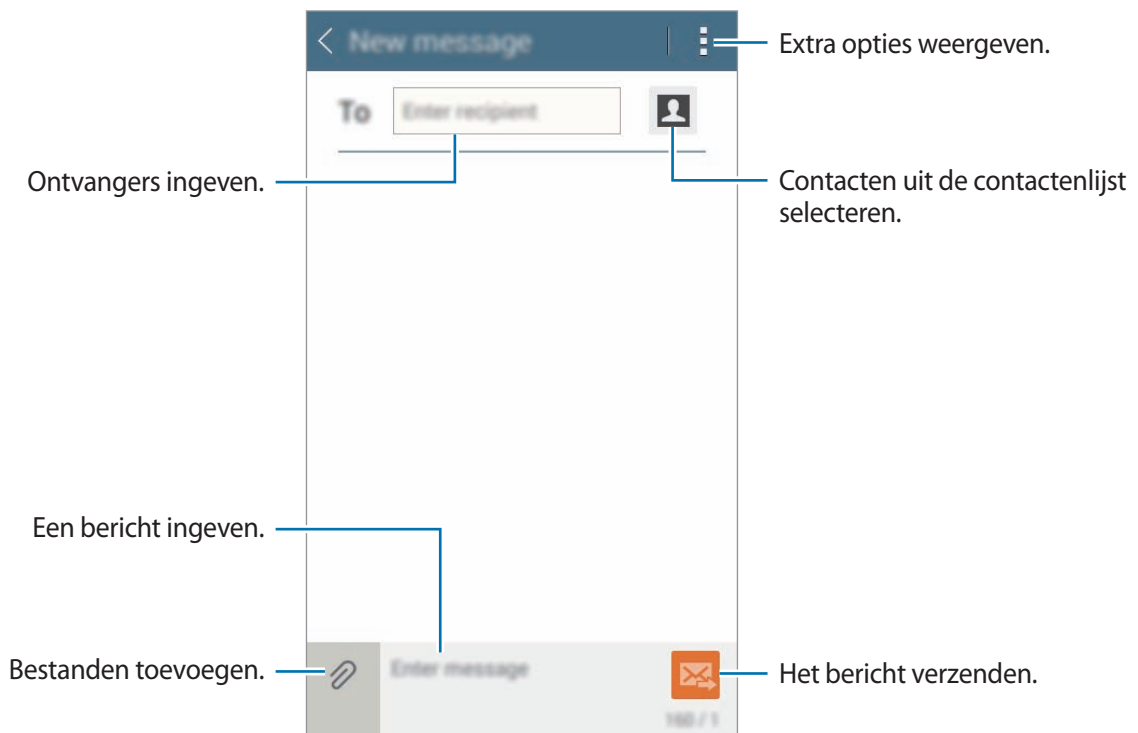 New message
Extra opties weergeven.
To
Enter recipient
Ontvangers ingeven.
Contacten uit de contactenlijst
selecteren.
Een bericht ingeven.
Bestanden toevoegen.
Enter message
Het bericht verzenden.
160 / 1